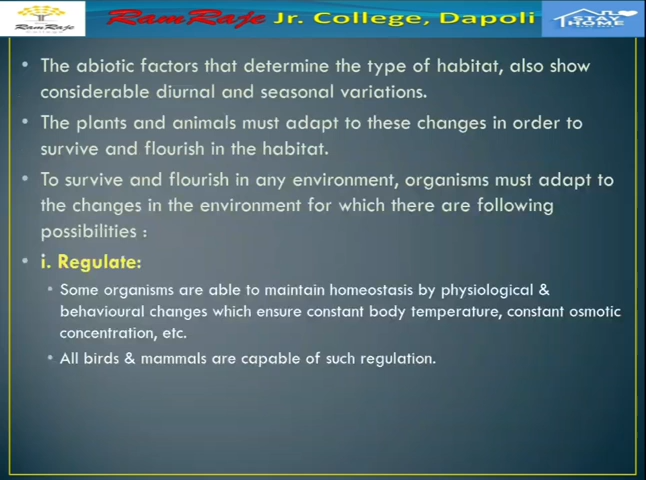 RamRaje
RamRaje Jr. College, Dapoli
STAY
HOME
• The abiotic factors that determine the type of habitat, also show
considerable diurnal and seasonal variations.
• The plants and animals must adapt to these changes in order to
survive and flourish in the habitat.
• To survive and flourish in any environment, organisms must adapt to
the changes in the environment for which there are following
possibilities :
• i. Regulate:
• Some organisms are able to maintain homeostasis by physiological &
behavioural changes which ensure constant body temperature, constant osmotic
concentration, etc.
• All birds & mammals are capable of such regulation.